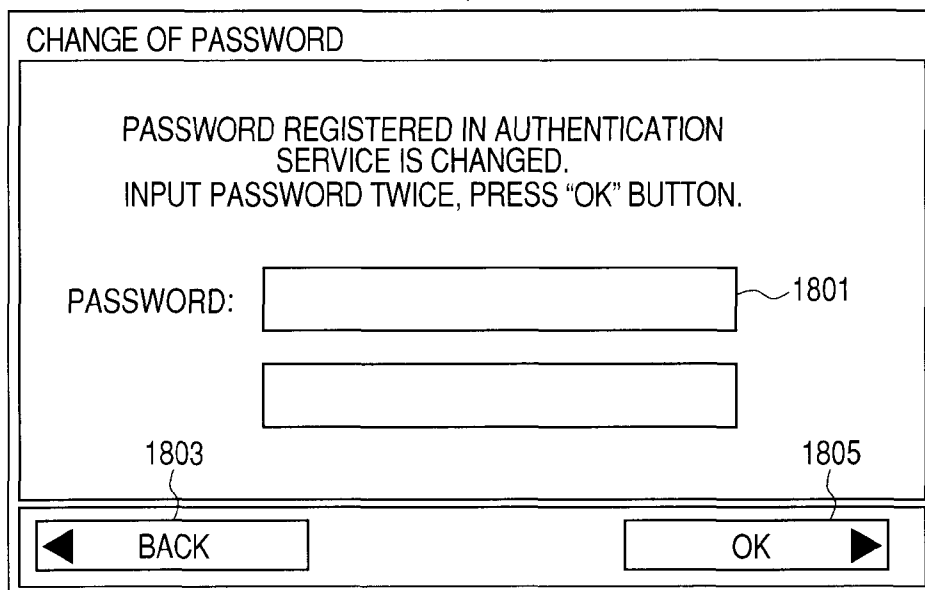 CHANGE OF PASSWORD
PASSWORD REGISTERED IN AUTHENTICATION
SERVICE IS CHANGED.
INPUT PASSWORD TWICE, PRESS “OK” BUTTON.
PASSWORD:
1801
1803
1805
BACK
OK